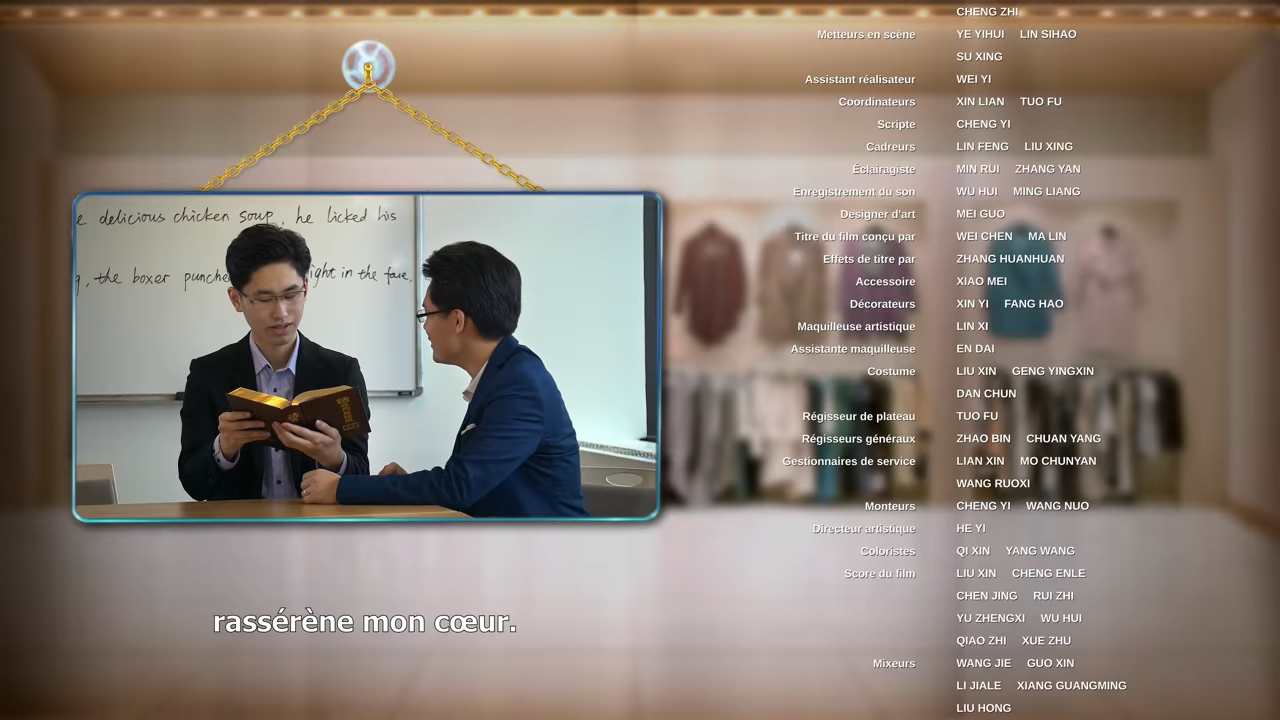 e delicious chicken soup, he licked his
g, the boxer punche ight in the face.
rassérène mon cœur.
CHENG ZHI
Metteurs en scène YE YIHUI LIN SIHAO
SU XING
Assistant réalisateur WEI YI
Coordinateurs XIN LIAN TUO FU
Scripte CHENG YI
Cadreurs LIN FENG LIU XING
Éclairagiste MIN RUI ZHANG YAN
Enregistrement du son WU HUI MING LIANG
Designer d'art MEI GUO
Titre du film conçu par WEI CHEN MA LIN
Effets de titre par ZHANG HUANHUAN
Accessoire XIAO MEI
Décorateurs XIN YI FANG HAO
Maquilleuse artistique LIN XI
Assistante maquilleuse EN DAI
Costume LIU XIN GENG YINGXIN
DAN CHUN
Régisseur de plateau TUO FU
Régisseurs généraux ZHAO BIN CHUAN YANG
Gestionnaires de service LIAN XIN MO CHUNYAN
WANG RUOXI
Monteurs CHENG YI WANG NUO
Directeur artistique HE YI
Coloristes QI XIN YANG WANG
Score du film LIU XIN CHENG ENLE
CHEN JING RUI ZHI
YU ZHENGXI WU HUI
QIAO ZHI XUE ZHU
Mixeurs WANG JIE GUO XIN
LI JIALE XIANG GUANGMING
LIU HONG